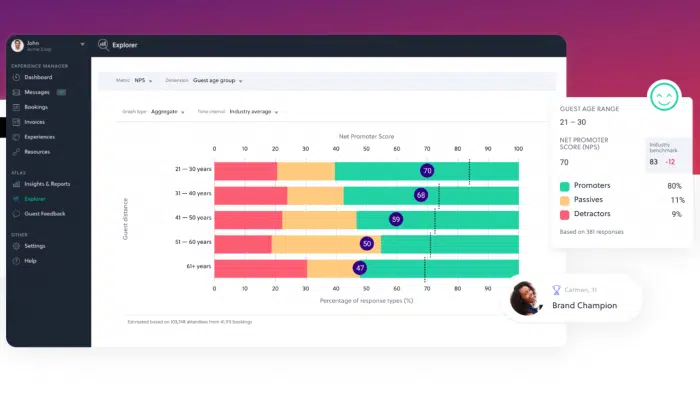 John
Acme Loop
Explorer
EXPERIENCE MANAGER
Dashboard
Messages
Bookings
Invoices
Experiences
Resources
ATLAS
Insights & Reports
Explorer
Guest Feedback
OTHER
Settings
Help
Metric NPS Dimension Guest age group
Graph type Aggregate Time interval Industry average
Net Promoter Score
0 10 20 30 40 50 60 70 80 90 100
Guest distance
21 — 30 years 70
31 — 40 years 68
41 — 50 years 59
51 — 60 years 50
61+ years 47
0 10 20 30 40 50 60 70 80 90
Percentage of response types (%)
Estimated based on attendees from bookings
GUEST AGE RANGE
21 – 30
NET PROMOTER
SCORE (NPS)
70
Industry
benchmark
83 -12
Promoters 80%
Passives 11%
Detractors 9%
Based on 381 responses
Carmen, 31
Brand Champion